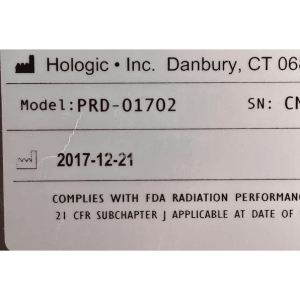 Hologic • Inc. Danbury, CT 06
Model: PRD-01702 SN:
2017-12-21
COMPLIES WITH FDA RADIATION
21 CFR SUBCHAPTER J APPLICABLE AT DATE OF